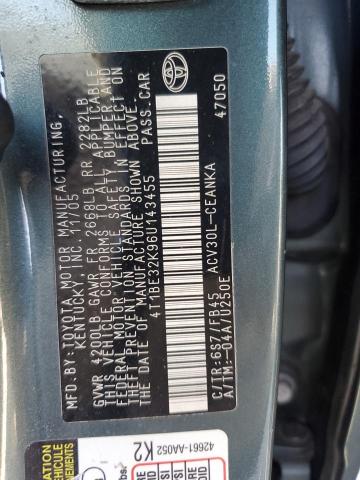 MFD.BY:TOYOTA MOTOR MANUFACTURING,
KENTUCKY, INC. 11/05
GVWR 4200LB GAWR FR 2668LB RR 2282LB
THIS VEHICLE CONFORMS TO ALL APPLICABLE
FEDERAL MOTOR VEHICLE SAFETY, BUMPER, AND
THEFT PREVENTION STANDARDS IN EFFECT ON
THE DATE OF MANUFACTURE SHOWN ABOVE.
4T1BE32K96U143455 PASS.CAR
ACV30L-CEANKA
C/TR:6S7/FB45
A/TM:-04A/U250E 47050
TOYOTA
42661-AA052
K2
VEHICLE